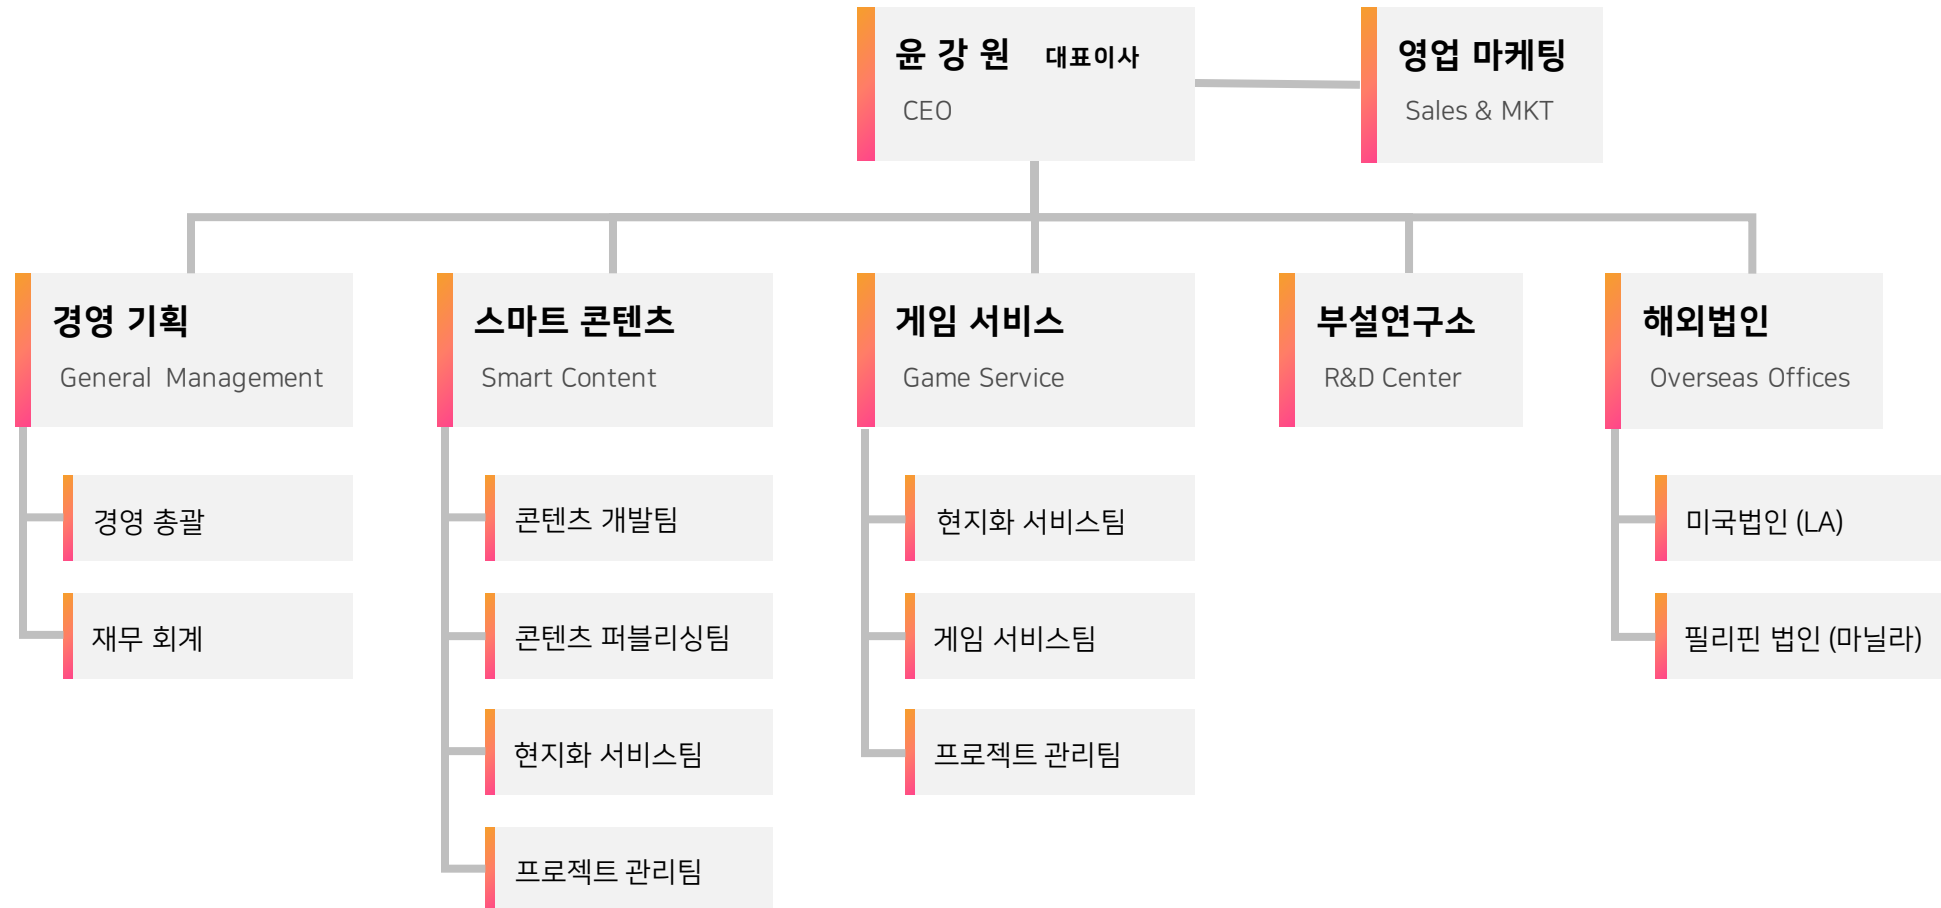 윤 강 원 대표이사
CEO
영업 마케팅
Sales & MKT
경영 기획
General Management
스마트 콘텐츠
Smart Content
게임 서비스
Game Service
부설연구소
R&D Center
해외법인
Overseas Offices
경영 총괄
재무 회계
콘텐츠 개발팀
콘텐츠 퍼블리싱팀
현지화 서비스팀
프로젝트 관리팀
현지화 서비스팀
게임 서비스팀
프로젝트 관리팀
미국법인 (LA)
필리핀 법인 (마닐라)